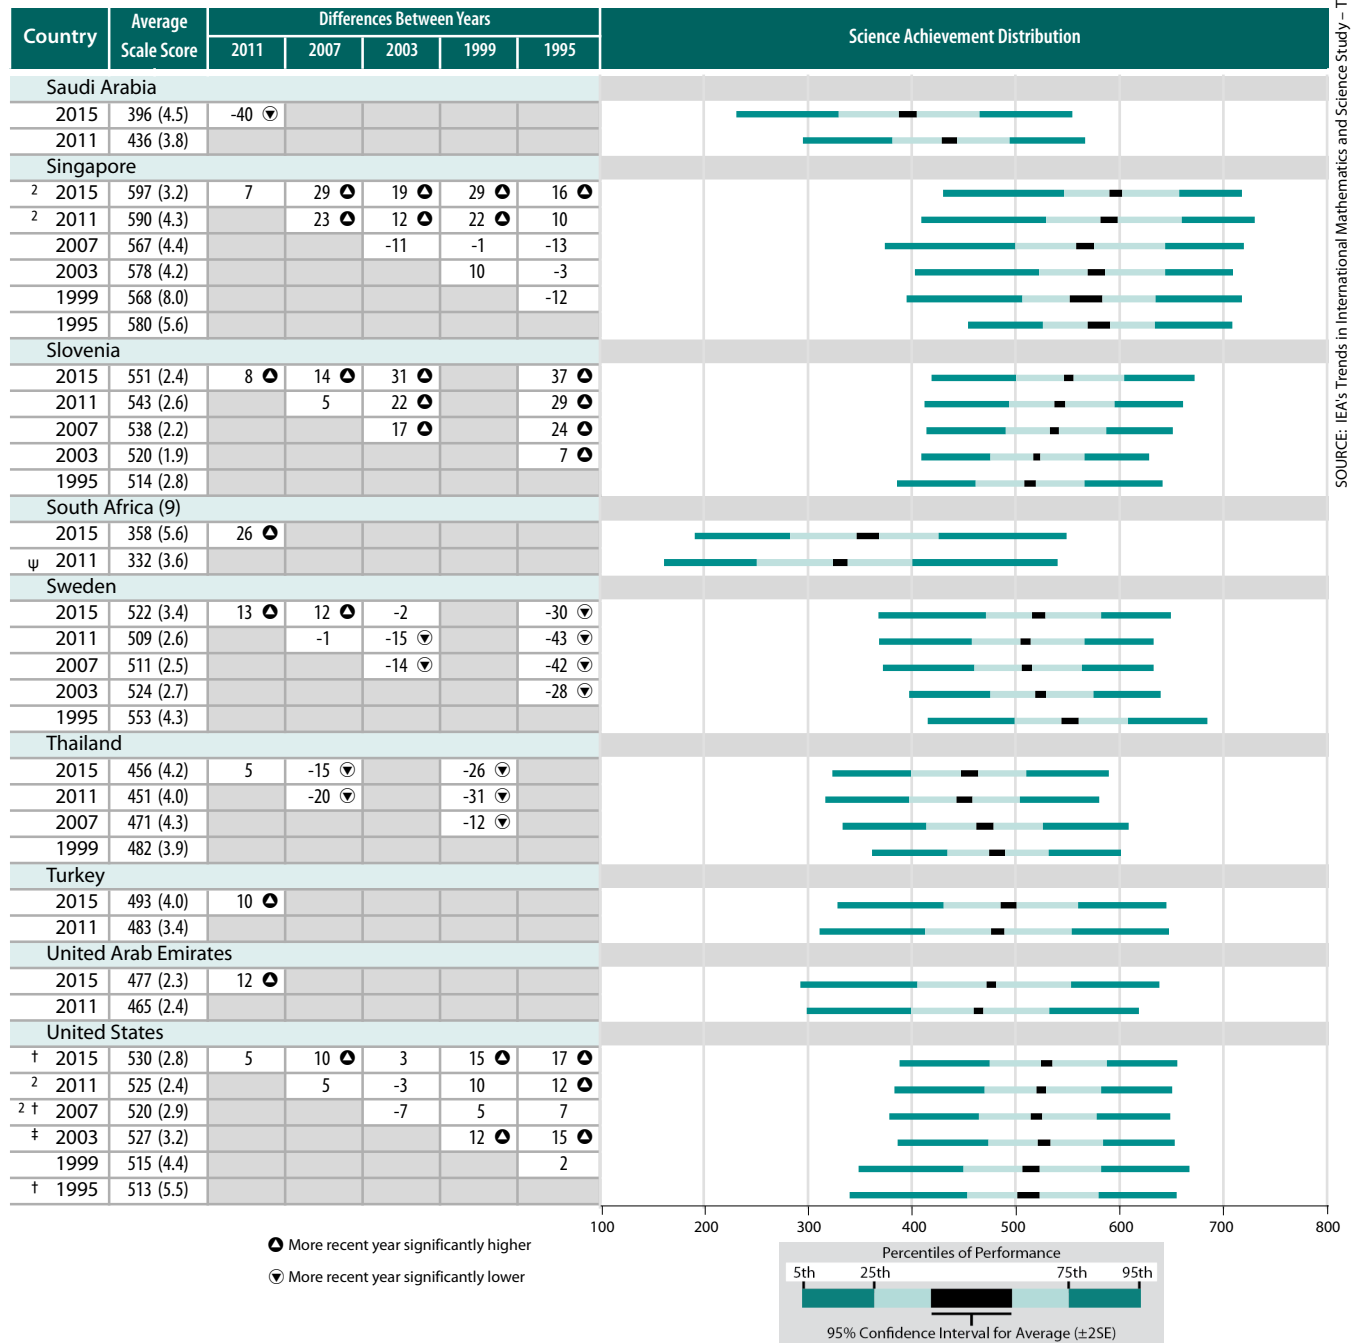 Country Average Scale Score Differences Between Years Science Achievement Distribution
2011 2007 2003 1999 1995
Saudi Arabia
2015 396 (4.5) -40 ▼
2011 436 (3.8)
Singapore
2 2015 597 (3.2) 7 29 ▲ 19 ▲ 29 ▲ 16 ▲
2 2011 590 (4.3) 23 ▲ 12 ▲ 22 ▲ 10
2007 567 (4.4) -11 -1 -13
2003 578 (4.2) 10 -3
1999 568 (8.0) -12
1995 580 (5.6)
Slovenia
2015 551 (2.4) 8 ▲ 14 ▲ 31 ▲ 37 ▲
2011 543 (2.6) 5 22 ▲ 29 ▲
2007 538 (2.2) 17 ▲ 24 ▲
2003 520 (1.9) 7 ▲
1995 514 (2.8)
South Africa (9)
2015 358 (5.6) 26 ▲
ψ 2011 332 (3.6)
Sweden
2015 522 (3.4) 13 ▲ 12 ▲ -2 -30 ▼
2011 509 (2.6) -1 -15 ▼ -43 ▼
2007 511 (2.5) -14 ▼ -42 ▼
2003 524 (2.7) -28 ▼
1995 553 (4.3)
Thailand
2015 456 (4.2) 5 -15 ▼ -26 ▼
2011 451 (4.0) -20 ▼ -31 ▼
2007 471 (4.3) -12 ▼
1999 482 (3.9)
Turkey
2015 493 (4.0) 10 ▲
2011 483 (3.4)
United Arab Emirates
2015 477 (2.3) 12 ▲
2011 465 (2.4)
United States
† 2015 530 (2.8) 5 10 ▲ 3 15 ▲ 17 ▲
2 2011 525 (2.4) 5 -3 10 12 ▲
2 † 2007 520 (2.9) -7 5 7
‡ 2003 527 (3.2) 12 ▲ 15 ▲
1999 515 (4.4) 2
† 1995 513 (5.5)
100 200 300 400 500 600 700 800
▲ More recent year significantly higher
▼ More recent year significantly lower
Percentiles of Performance
5th 25th 75th 95th
95% Confidence Interval for Average (±2SE)
SOURCE: IEA's Trends in International Mathematics and Science Study – T